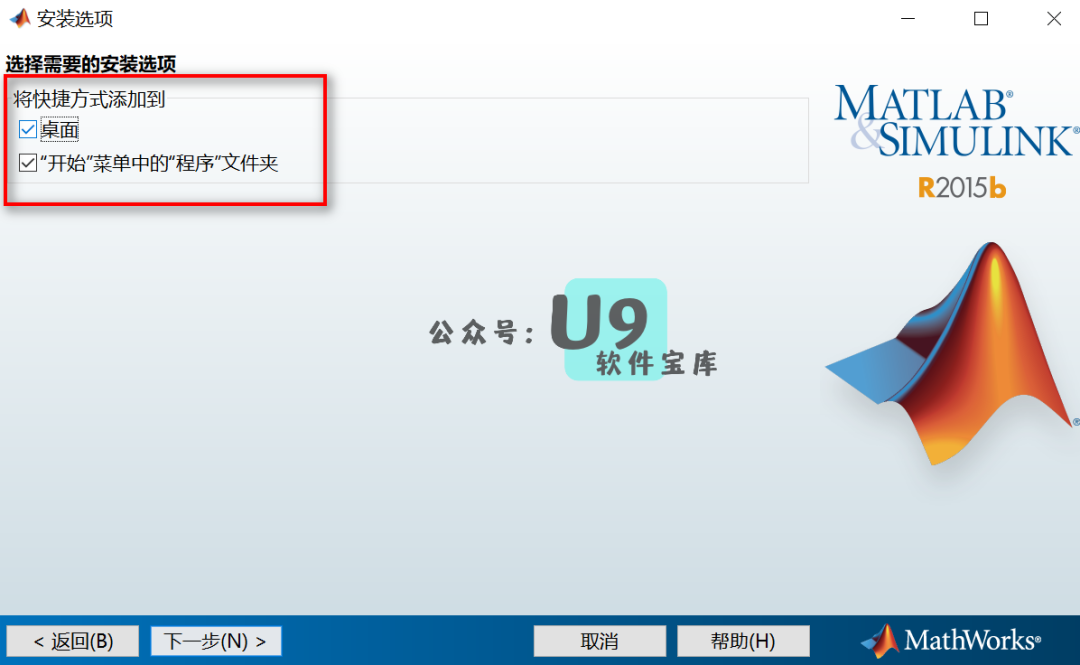 安装选项
选择需要的安装选项
将快捷方式添加到
桌面
“开始”菜单中的“程序”文件夹
MATLAB®
&SIMULINK®
R2015b
公众号：U9
软件宝库
®
< 返回(B)
下一步(N) >
取消
帮助(H)
MathWorks®